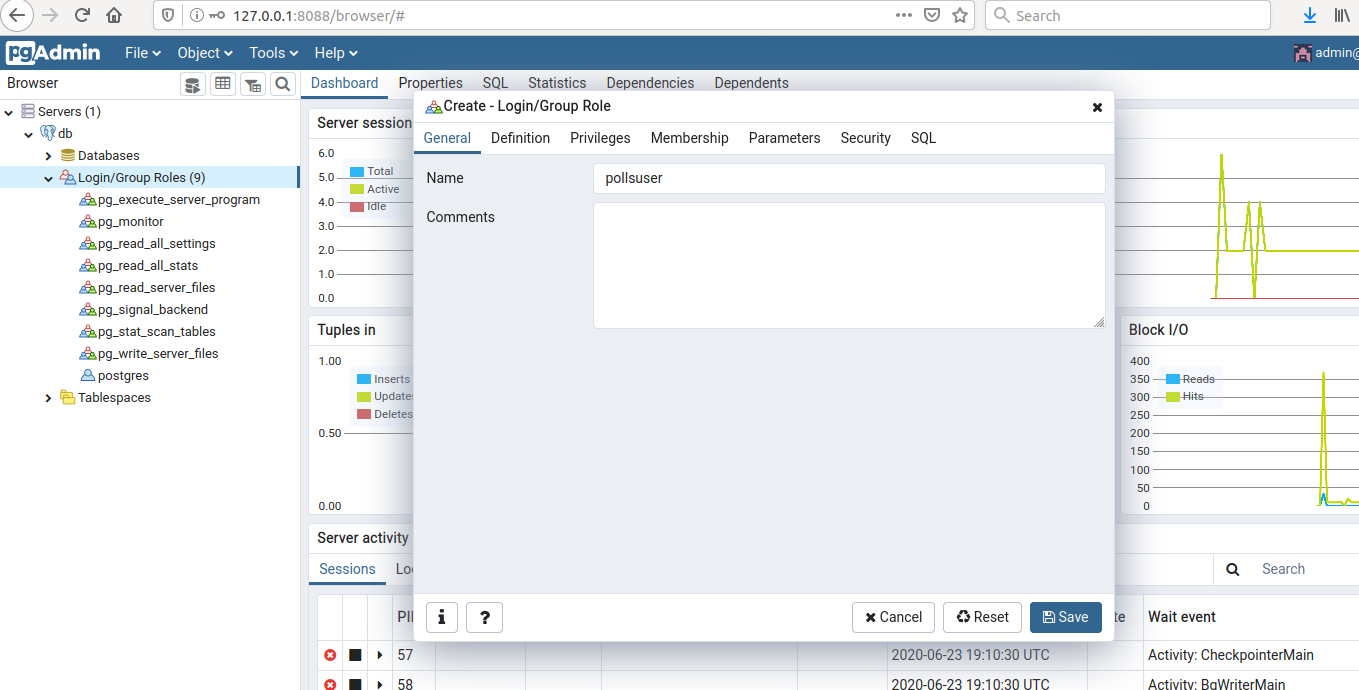 127.0.0.1:8088/browser/#
Search
pgAdmin
File
Object
Tools
Help
admin@
Browser
Dashboard
Properties
SQL
Statistics
Dependencies
Dependents
Servers (1)
db
Databases
Login/Group Roles (9)
pg_execute_server_program
pg_monitor
pg_read_all_settings
pg_read_all_stats
pg_read_server_files
pg_signal_backend
pg_stat_scan_tables
pg_write_server_files
postgres
Tablespaces
Server session
6.0
5.0
4.0
3.0
2.0
1.0
0.0
Total
Active
Idle
Tuples in
1.00
0.50
0.00
Inserts
Updates
Deletes
Server activity
Sessions
Lo
PI
57
58
Create - Login/Group Role
General
Definition
Privileges
Membership
Parameters
Security
SQL
Name
pollsuser
Comments
i
?
Cancel
Reset
Save
Block I/O
400
350
300
250
200
150
100
50
0
Reads
Hits
Search
te
Wait event
2020-06-23 19:10:30 UTC
Activity: CheckpointerMain
2020-06-23 19:10:30 UTC
Activity: BgWriterMain